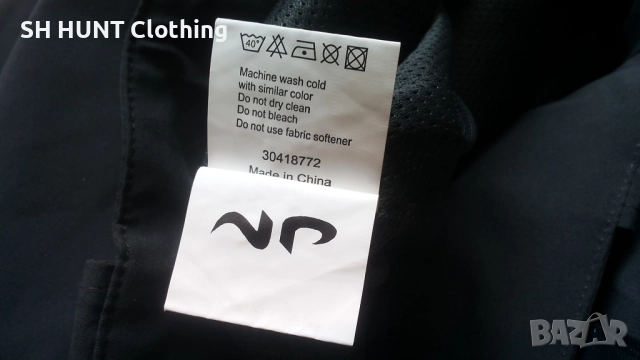 SH HUNT Clothing
40°
Machine wash cold
with similar color
Do not dry clean
Do not bleach
Do not use fabric softener
30418772
Made in China
BAZAR